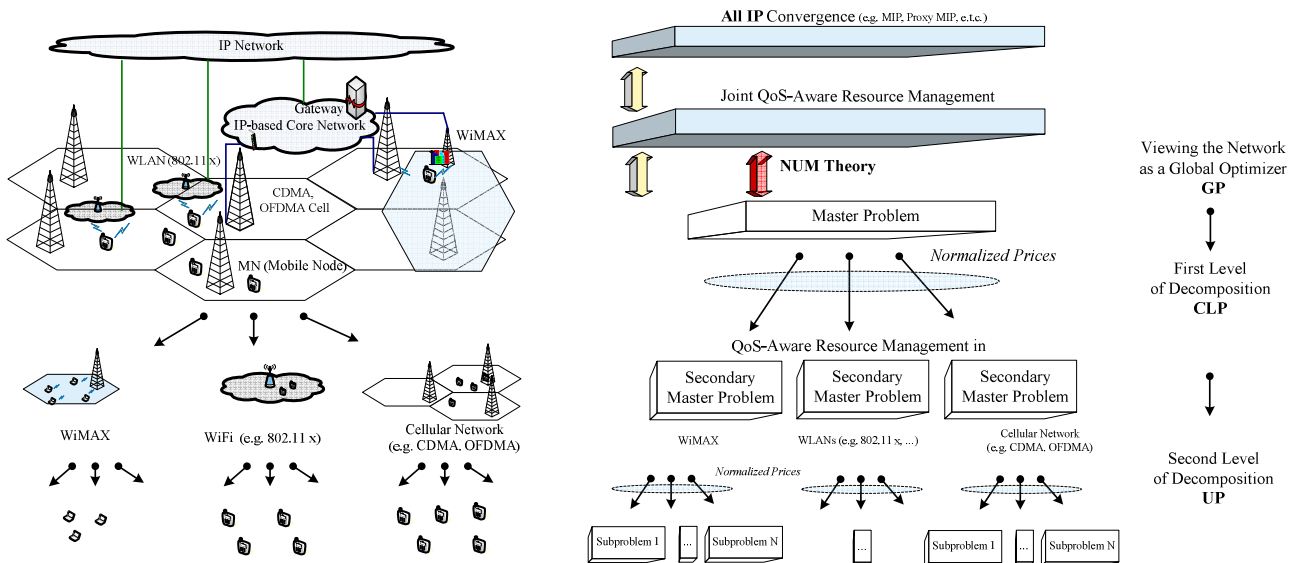 IP Network
Gateway
IP-based Core Network
WiMAX
WLAN (802.11x)
CDMA,
OFDMA Cell
MN (Mobile Node)
WiMAX
WiFi (e.g. 802.11 x)
Cellular Network
(e.g. CDMA, OFDMA)
All IP Convergence (e.g. MIP, Proxy MIP, e.t.c.)
Joint QoS-Aware Resource Management
NUM Theory
Master Problem
Normalized Prices
QoS-Aware Resource Management in
Secondary
Master Problem
Secondary
Master Problem
Secondary
Master Problem
WiMAX
WLANs (e.g. 802.11 x, ...)
Cellular Network
(e.g. CDMA, OFDMA)
Normalized Prices
Subproblem 1
...
Subproblem N
...
Subproblem 1
...
Subproblem N
Viewing the Network
as a Global Optimizer
GP
First Level
of Decomposition
CLP
Second Level
of Decomposition
UP